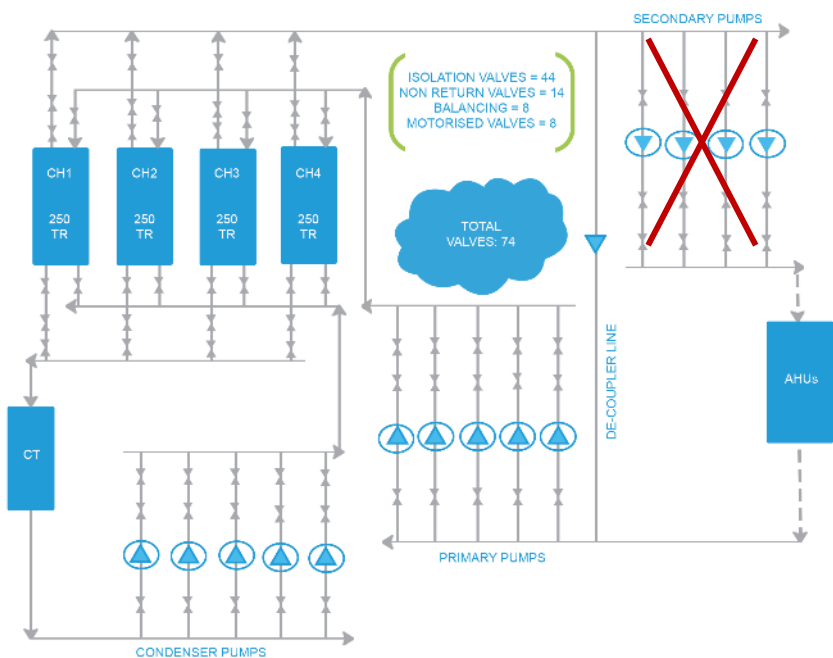 SECONDARY PUMPS
ISOLATION VALVES = 44
NON RETURN VALVES = 14
BALANCING = 8
MOTORISED VALVES = 8
CH1
250
TR
CH2
250
TR
CH3
250
TR
CH4
250
TR
TOTAL
VALVES: 74
DE-COUPLER LINE
AHUs
CT
PRIMARY PUMPS
CONDENSER PUMPS